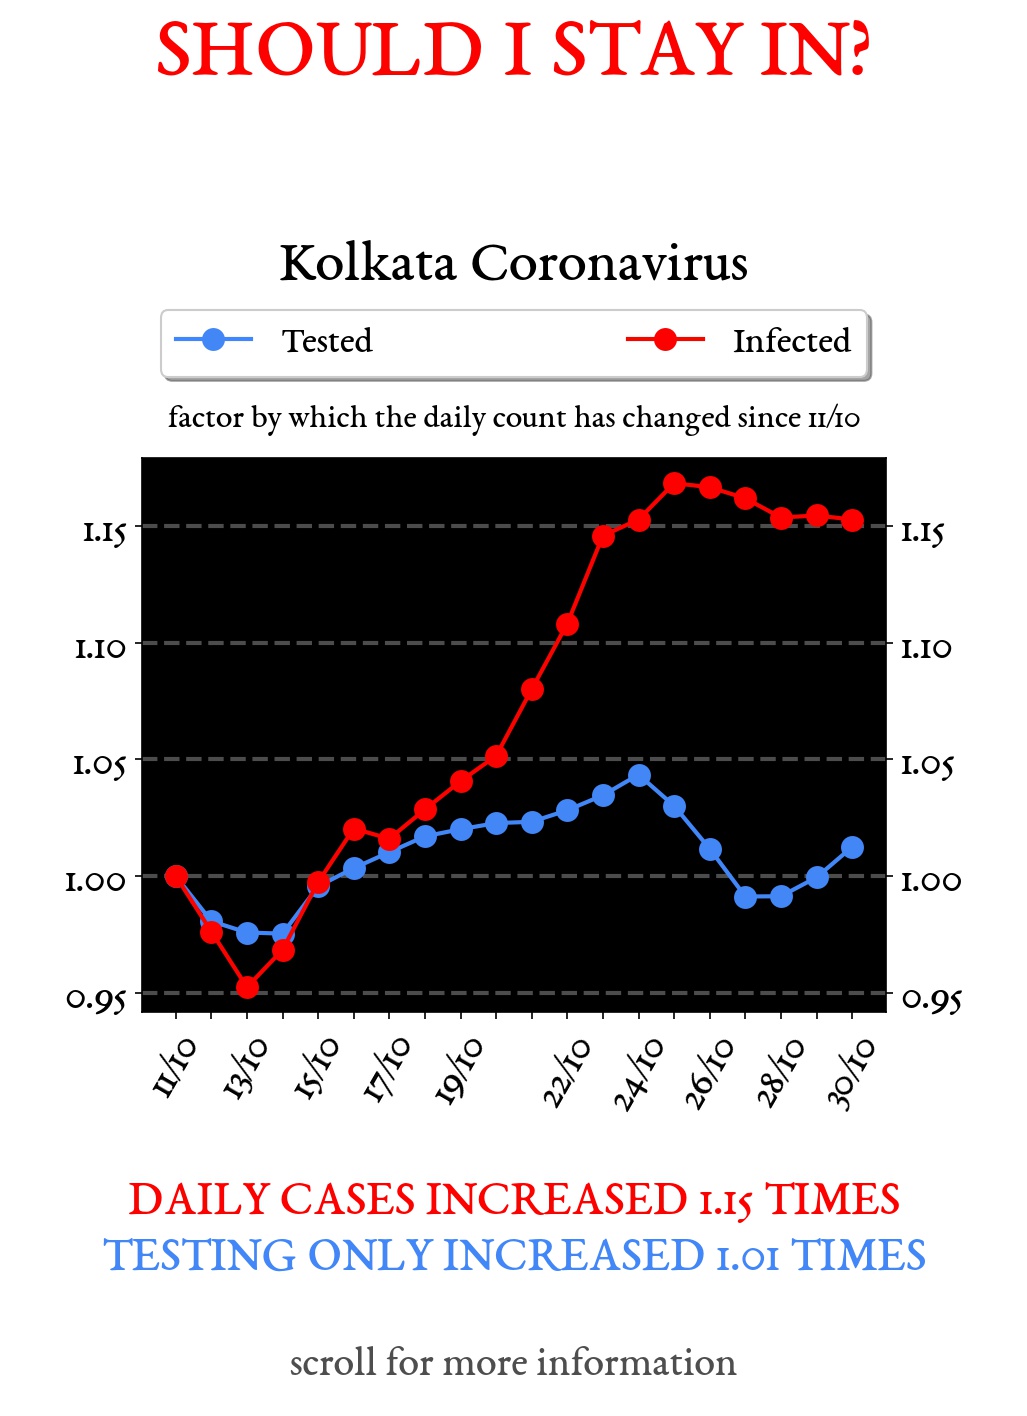 SHOULD I STAY IN?
Kolkata Coronavirus
Tested Infected
factor by which the daily count has changed since 11/10
1.15 1.15
1.10 1.10
1.05 1.05
1.00 1.00
0.95 0.95
11/10 13/10 15/10 17/10 19/10 22/10 24/10 26/10 28/10 30/10
DAILY CASES INCREASED 1.15 TIMES
TESTING ONLY INCREASED 1.01 TIMES
scroll for more information